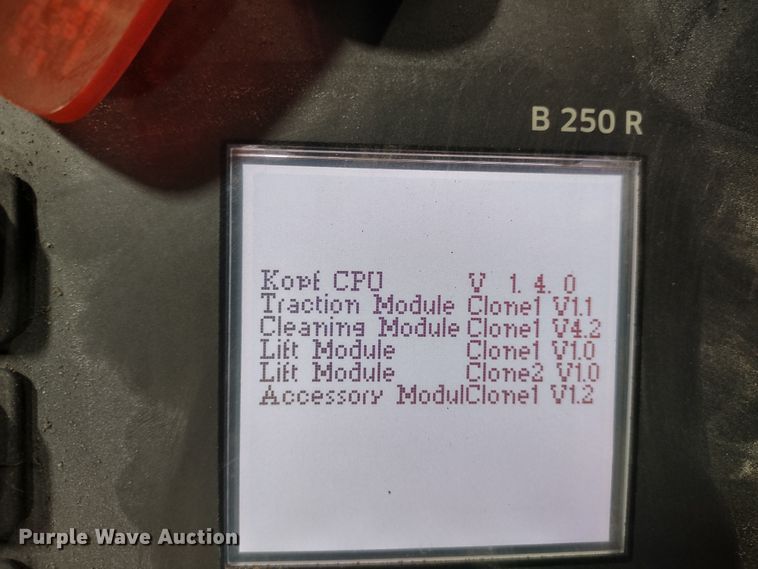 B 250 R
Kopf CPU V 1. 4. 0
Traction Module Clone1 V1.1
Cleaning Module Clone1 V4.2
Lift Module Clone1 V1.0
Lift Module Clone2 V1.0
Accessory ModulClone1 V1.2
Purple Wave Auction